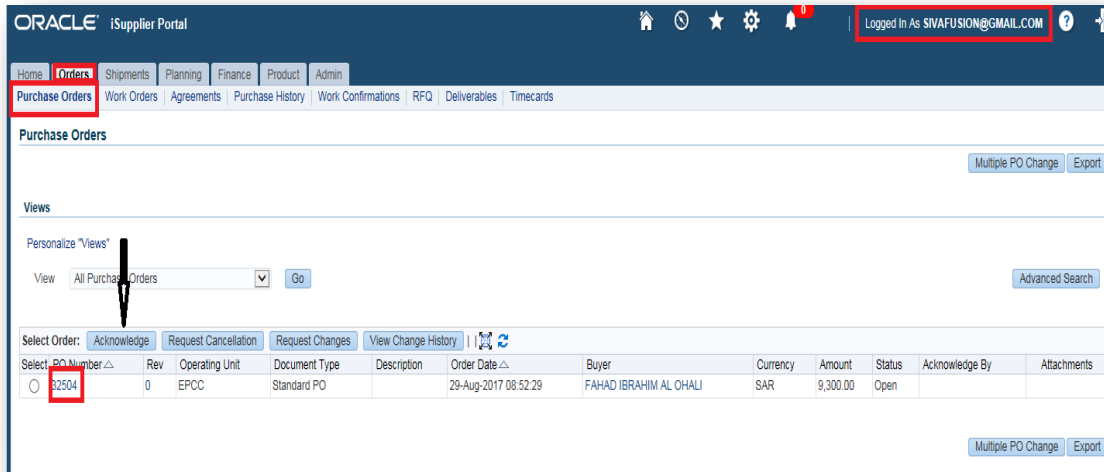 ORACLE iSupplier Portal 0 Logged In As SIVAFUSION@GMAIL.COM ?
Home Orders Shipments Planning Finance Product Admin
Purchase Orders Work Orders Agreements Purchase History Work Confirmations RFQ Deliverables Timecards
Purchase Orders
Multiple PO Change Export
Views
Personalize "Views"
View All Purchase Orders Go Advanced Search
Select Order: Acknowledge Request Cancellation Request Changes View Change History
Select PO Number Rev Operating Unit Document Type Description Order Date Buyer Currency Amount Status Acknowledge By Attachments
32504 0 EPCC Standard PO 29-Aug-2017 08:52:29 FAHAD IBRAHIM AL OHALI SAR 9,300.00 Open
Multiple PO Change Export